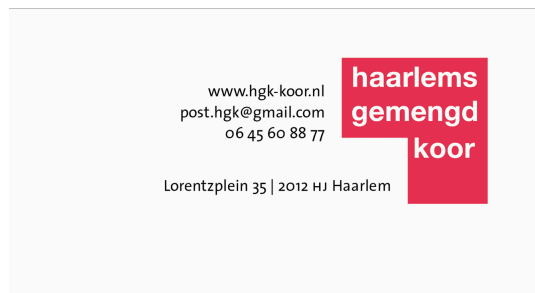 www.hgk-koor.nl
post.hgk@gmail.com
06 45 60 88 77
Lorentzplein 35 | 2012 HJ Haarlem
haarlems
gemengd
koor